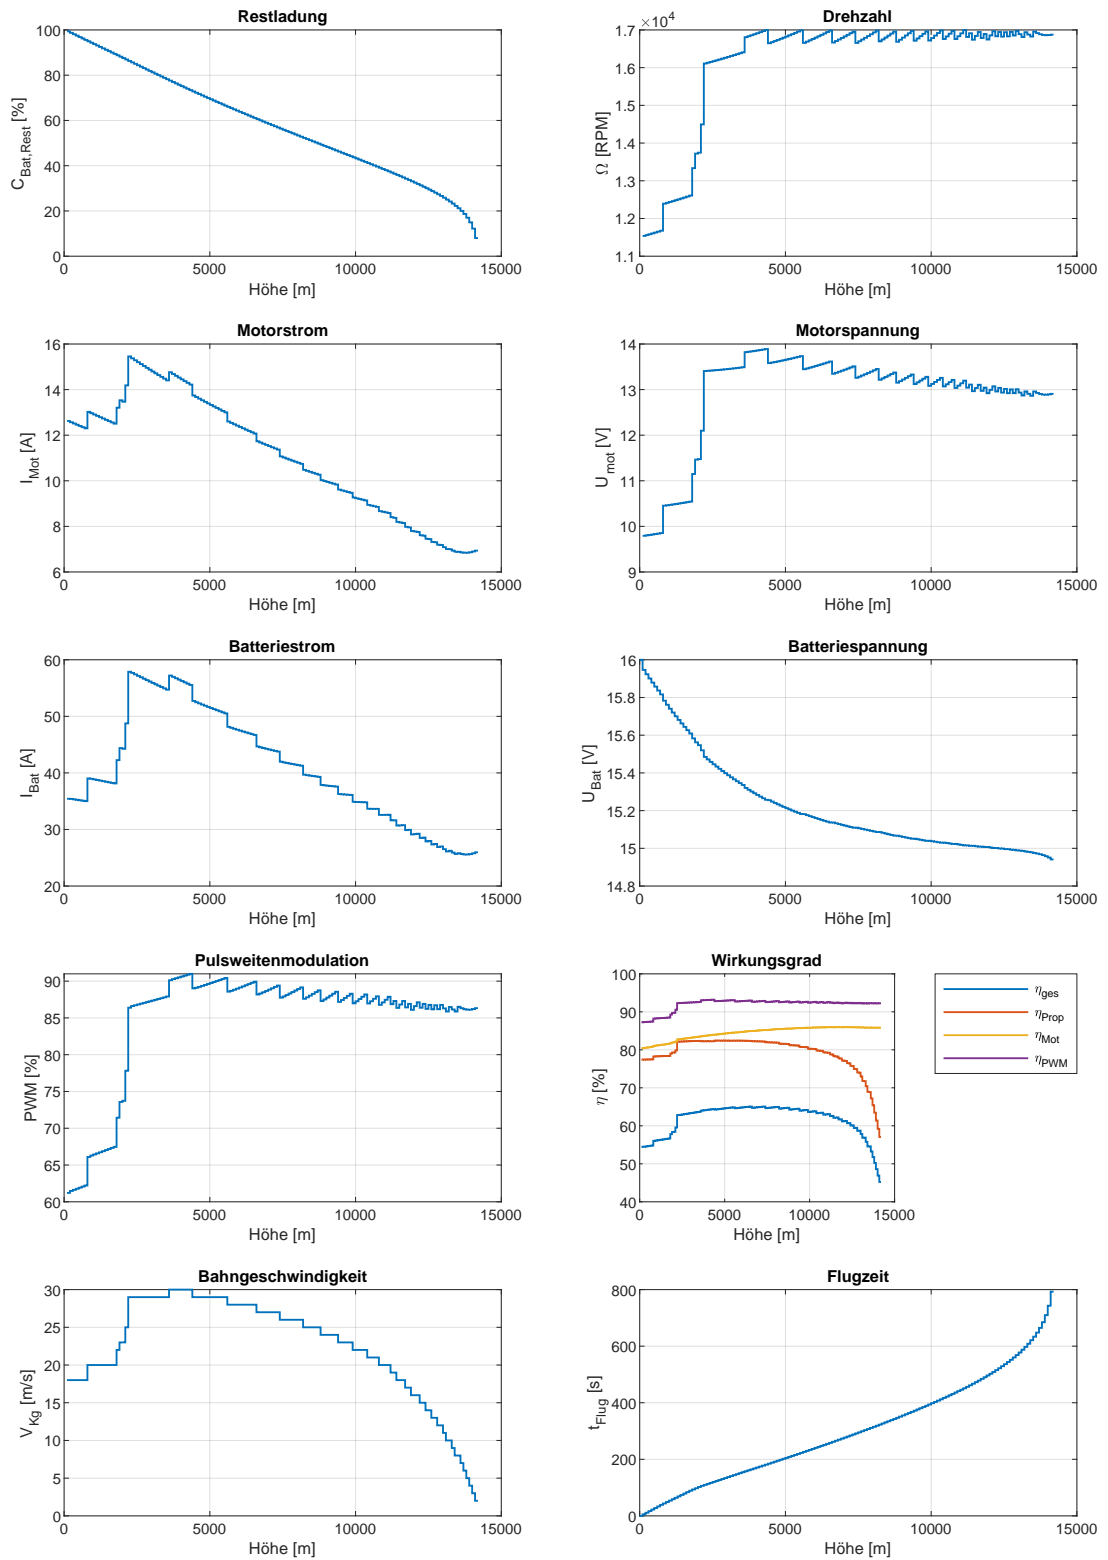 Restladung
100
80
60
40
20
0
C_Bat,Rest [%]
0 5000 10000 15000
Höhe [m]
Drehzahl
×10^4
1.7
1.6
1.5
1.4
1.3
1.2
1.1
Ω [RPM]
0 5000 10000 15000
Höhe [m]
Motorstrom
16
14
12
10
8
6
I_Mot [A]
0 5000 10000 15000
Höhe [m]
Motorspannung
14
13
12
11
10
9
U_mot [V]
0 5000 10000 15000
Höhe [m]
Batteriestrom
60
50
40
30
20
I_Bat [A]
0 5000 10000 15000
Höhe [m]
Batteriespannung
16
15.8
15.6
15.4
15.2
15
14.8
U_Bat [V]
0 5000 10000 15000
Höhe [m]
Pulsweitenmodulation
90
85
80
75
70
65
60
PWM [%]
0 5000 10000 15000
Höhe [m]
Wirkungsgrad
100
90
80
70
60
50
40
η [%]
0 5000 10000 15000
Höhe [m]
η_ges
η_Prop
η_Mot
η_PWM
Bahngeschwindigkeit
30
25
20
15
10
5
0
V_Kg [m/s]
0 5000 10000 15000
Höhe [m]
Flugzeit
800
600
400
200
0
t_Flug [s]
0 5000 10000 15000
Höhe [m]